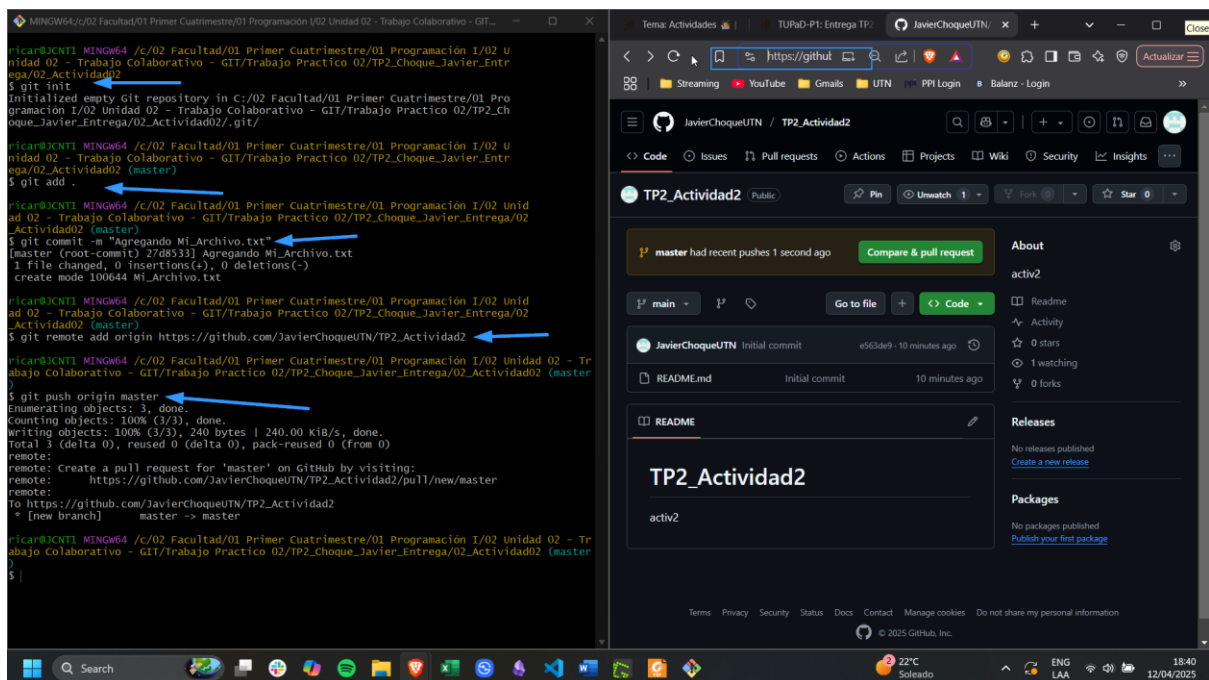 MINGW64:/c/02 Facultad/01 Primer Cuatrimestre/01 Programación I/02 Unidad 02 - Trabajo Colaborativo - GIT...
ricar@JCNT1 MINGW64 /c/02 Facultad/01 Primer Cuatrimestre/01 Programación I/02 U
nidad 02 - Trabajo Colaborativo - GIT/Trabajo Practico 02/TP2_Choque_Javier_Entr
ega/02_Actividad02
$ git init
Initialized empty Git repository in C:/02 Facultad/01 Primer Cuatrimestre/01 Pro
gramación I/02 Unidad 02 - Trabajo Colaborativo - GIT/Trabajo Practico 02/TP2_Ch
oque_Javier_Entrega/02_Actividad02/.git/
ricar@JCNT1 MINGW64 /c/02 Facultad/01 Primer Cuatrimestre/01 Programación I/02 U
nidad 02 - Trabajo Colaborativo - GIT/Trabajo Practico 02/TP2_Choque_Javier_Entr
ega/02_Actividad02 (master)
$ git add .
ricar@JCNT1 MINGW64 /c/02 Facultad/01 Primer Cuatrimestre/01 Programación I/02 Unid
ad 02 - Trabajo Colaborativo - GIT/Trabajo Practico 02/TP2_Choque_Javier_Entrega/02
_Actividad02 (master)
$ git commit -m "Agregando Mi_Archivo.txt"
[master (root-commit) 27d8533] Agregando Mi_Archivo.txt
1 file changed, 0 insertions(+), 0 deletions(-)
create mode 100644 Mi_Archivo.txt
ricar@JCNT1 MINGW64 /c/02 Facultad/01 Primer Cuatrimestre/01 Programación I/02 Unid
ad 02 - Trabajo Colaborativo - GIT/Trabajo Practico 02/TP2_Choque_Javier_Entrega/02
_Actividad02 (master)
$ git remote add origin https://github.com/JavierChoqueUTN/TP2_Actividad2
ricar@JCNT1 MINGW64 /c/02 Facultad/01 Primer Cuatrimestre/01 Programación I/02 Unidad 02 - Tr
abajo Colaborativo - GIT/Trabajo Practico 02/TP2_Choque_Javier_Entrega/02_Actividad02 (master
)
$ git push origin master
Enumerating objects: 3, done.
Counting objects: 100% (3/3), done.
Writing objects: 100% (3/3), 240 bytes | 240.00 KiB/s, done.
Total 3 (delta 0), reused 0 (delta 0), pack-reused 0 (from 0)
remote:
remote: Create a pull request for 'master' on GitHub by visiting:
remote: https://github.com/JavierChoqueUTN/TP2_Actividad2/pull/new/master
remote:
To https://github.com/JavierChoqueUTN/TP2_Actividad2
* [new branch] master -> master
ricar@JCNT1 MINGW64 /c/02 Facultad/01 Primer Cuatrimestre/01 Programación I/02 Unidad 02 - Tr
abajo Colaborativo - GIT/Trabajo Practico 02/TP2_Choque_Javier_Entrega/02_Actividad02 (master
)
$
Tema: Actividades | TUPaD-P1: Entrega TP2 JavierChoqueUTN/
Close
https://githut Actualizar
Streaming YouTube Gmails UTN PPI PPI Login B Balanz - Login »
JavierChoqueUTN / TP2_Actividad2
Code Issues Pull requests Actions Projects Wiki Security Insights
TP2_Actividad2 Public Pin Unwatch 1 Fork 0 Star 0
master had recent pushes 1 second ago Compare & pull request
main Go to file Code
JavierChoqueUTN Initial commit e563de9 · 10 minutes ago
README.md Initial commit 10 minutes ago
README
TP2_Actividad2
activ2
About
activ2
Readme
Activity
0 stars
1 watching
0 forks
Releases
No releases published
Create a new release
Packages
No packages published
Publish your first package
Terms Privacy Security Status Docs Contact Manage cookies Do not share my personal information
© 2025 GitHub, Inc.
Search
2
22°C
Soleado
ENG
LAA
18:40
12/04/2025